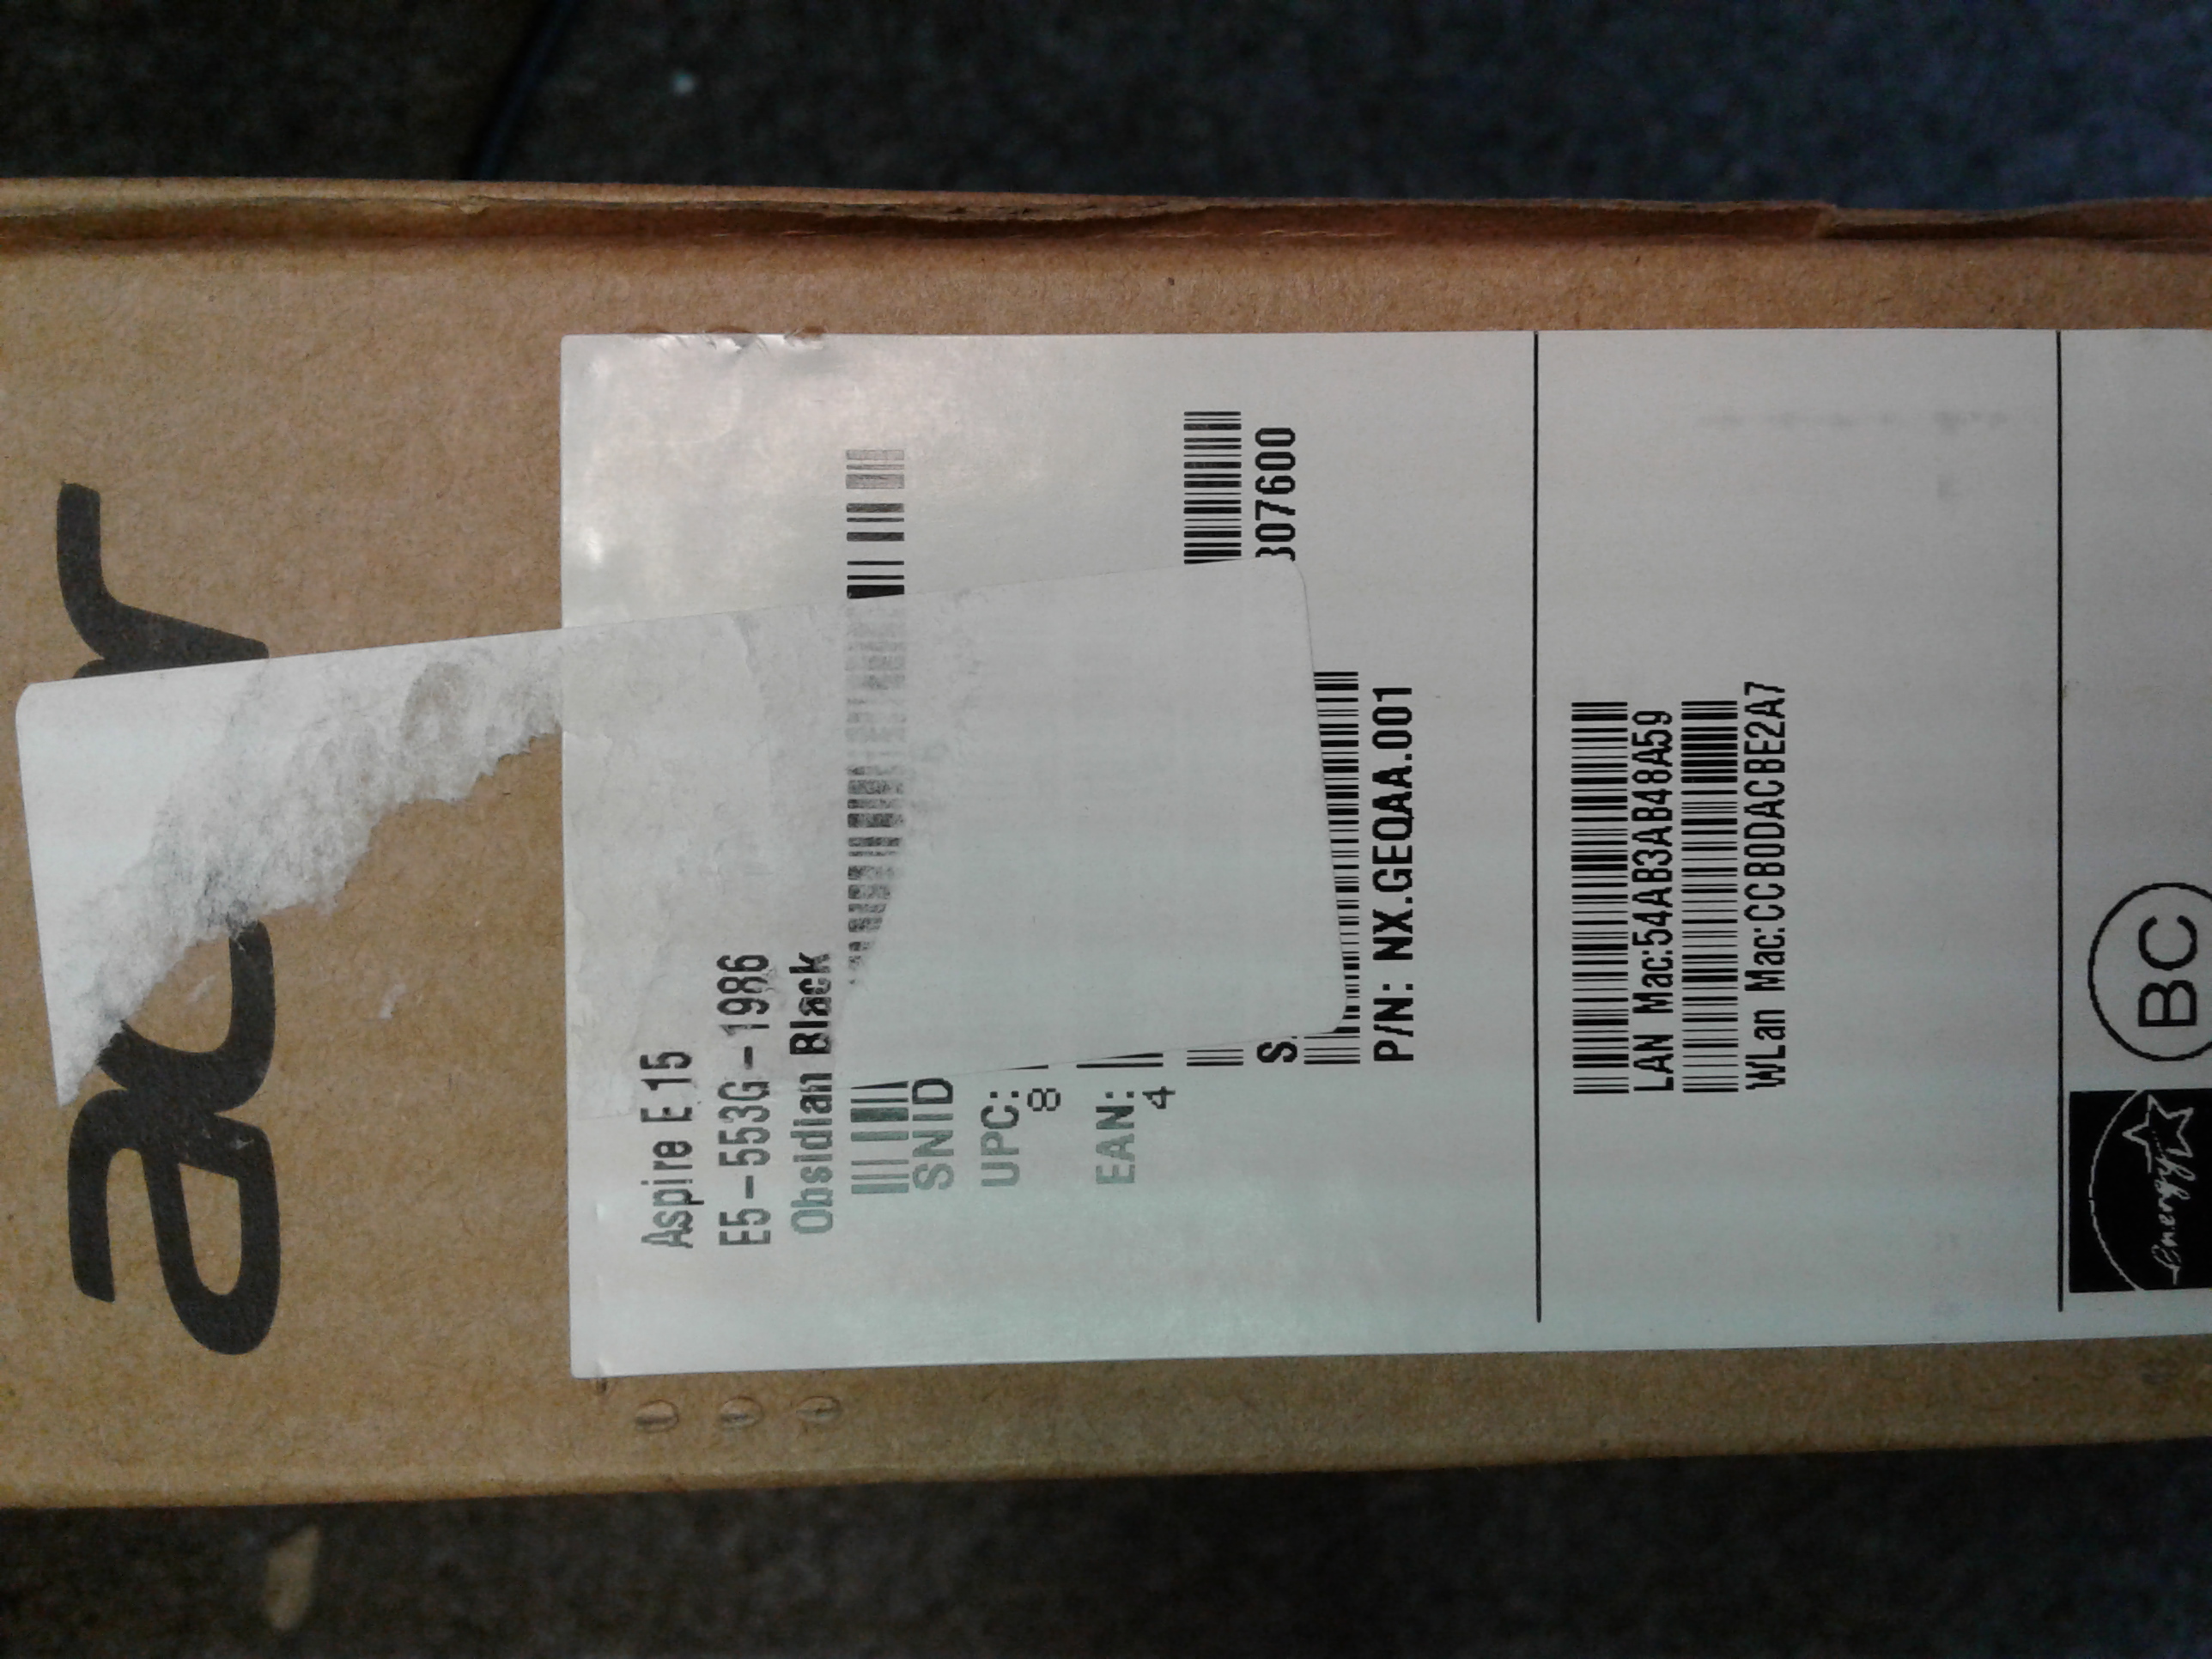 acer
Aspire E 15
E5-553G-1986
Obsidian Black
SNID
UPC:
8
EAN:
4
S
307600
P/N: NX.GEQAA.001
LAN Mac:54AB3AB48A59
WLan Mac:CCB0DACBE2A7
energy
BC